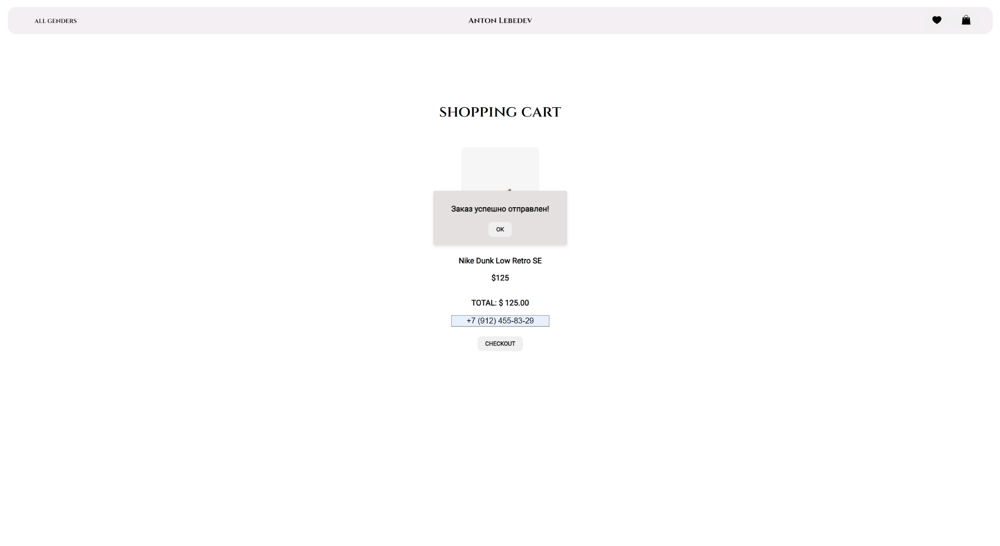 ALL GENDERS
Anton Lebedev
SHOPPING CART
Заказ успешно отправлен!
OK
Nike Dunk Low Retro SE
$125
TOTAL: $ 125.00
+7 (912) 455-83-29
CHECKOUT